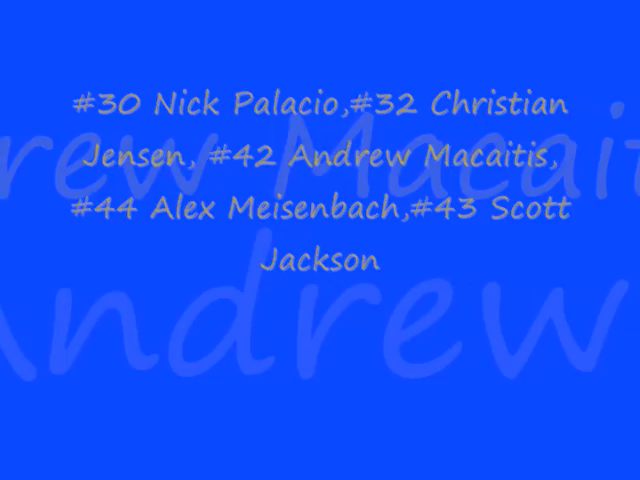 #30 Nick Palacio,#32 Christian
Jensen, #42 Andrew Macaitis,
#44 Alex Meisenbach,#43 Scott
Jackson
rew Macait
Andrew